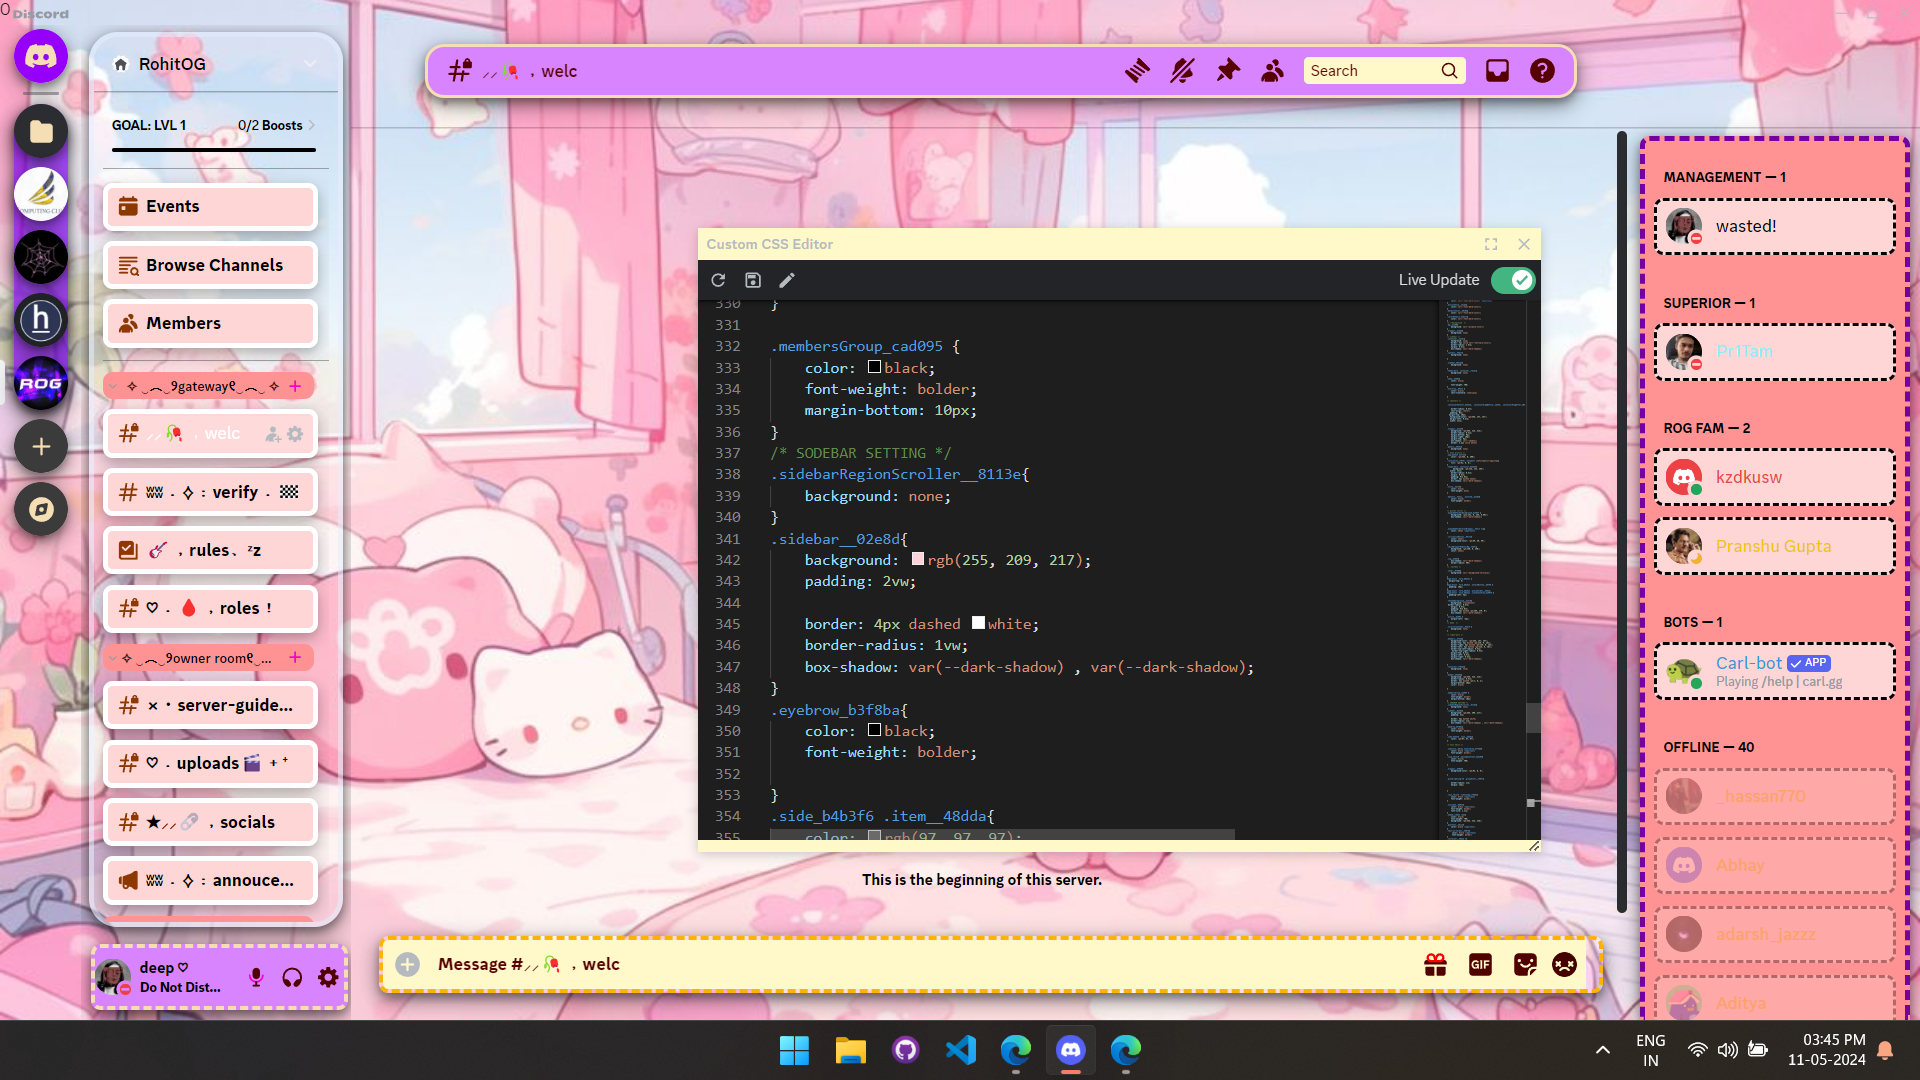 Discord
RohitOG
GOAL: LVL 1 0/2 Boosts
Events
Browse Channels
Members
✧ ‿︵‿୨gateway୧‿︵‿ ✧ +
welc
verify
, rules、ᶻz
♡ . 🩸 , roles !
✧ ‿︵‿୨owner room୧‿... +
× ・ server-guide...
♡ . uploads 🎬 ₊ ⁺
★⸝⸝ 🔗 , socials
annouce...
deep ♡
Do Not Dist...
ROG
h
⸝⸝ 🥀 , welc
Search
Custom CSS Editor
Live Update
330 }
331
332 .membersGroup_cad095 {
333 color: black;
334 font-weight: bolder;
335 margin-bottom: 10px;
336 }
337 /* SODEBAR SETTING */
338 .sidebarRegionScroller__8113e{
339 background: none;
340 }
341 .sidebar__02e8d{
342 background: rgb(255, 209, 217);
343 padding: 2vw;
344
345 border: 4px dashed white;
346 border-radius: 1vw;
347 box-shadow: var(--dark-shadow) , var(--dark-shadow);
348 }
349 .eyebrow_b3f8ba{
350 color: black;
351 font-weight: bolder;
352
353 }
354 .side_b4b3f6 .item__48dda{
355 color: rgb(97, 97, 97);
This is the beginning of this server.
Message #⸝⸝ 🥀 , welc
GIF
MANAGEMENT — 1
wasted!
SUPERIOR — 1
Pr1Tam
ROG FAM — 2
kzdkusw
Pranshu Gupta
BOTS — 1
Carl-bot ✓ APP
Playing /help | carl.gg
OFFLINE — 40
_hassan770
Abhay
adarsh_jazzz
Aditya
ENG
IN
03:45 PM
11-05-2024